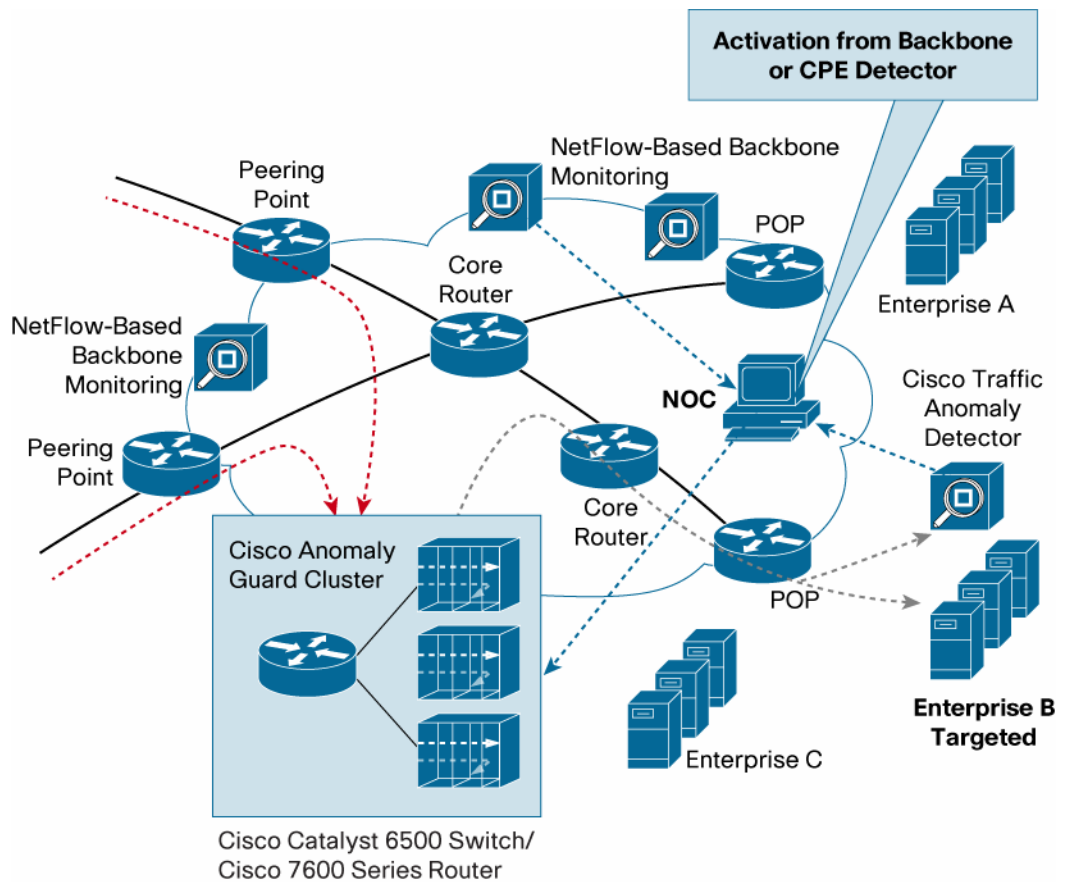 Activation from Backbone
or CPE Detector
NetFlow-Based Backbone
Monitoring
Peering
Point
POP
Core
Router
Enterprise A
NetFlow-Based
Backbone
Monitoring
NOC
Cisco Traffic
Anomaly
Detector
Peering
Point
Core
Router
Cisco Anomaly
Guard Cluster
POP
Enterprise B
Targeted
Enterprise C
Cisco Catalyst 6500 Switch/
Cisco 7600 Series Router